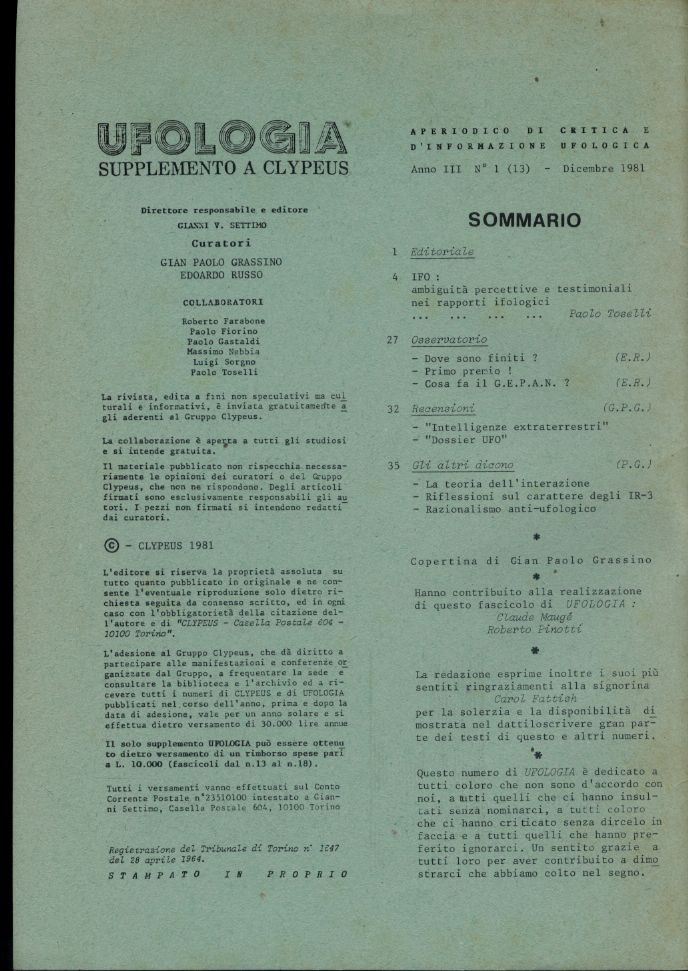 UFOLOGIA
SUPPLEMENTO A CLYPEUS
Direttore responsabile e editore
GIANNI V. SETTIMO
Curatori
GIAN PAOLO GRASSINO
EDOARDO RUSSO
COLLABORATORI
Roberto Farabone
Paolo Fiorino
Paolo Gastaldi
Massimo Nebbia
Luigi Sorgno
Paolo Toselli
La rivista, edita a fini non speculativi ma cul
turali e informativi, è inviata gratuitamente a
gli aderenti al Gruppo Clypeus.
La collaborazione è aperta a tutti gli studiosi
e si intende gratuita.
Il materiale pubblicato non rispecchia necessa-
riamente le opinioni dei curatori o del Gruppo
Clypeus, che non ne rispondono. Degli articoli
firmati sono esclusivamente responsabili gli au
tori. I pezzi non firmati si intendono redatti
dai curatori.
© - CLYPEUS 1981
L'editore si riserva la proprietà assoluta su
tutto quanto pubblicato in originale e ne con-
sente l'eventuale riproduzione solo dietro ri-
chiesta seguita da consenso scritto, ed in ogni
caso con l'obbligatorietà della citazione del-
l'autore e di "CLYPEUS - Casella Postale 604 -
10100 Torino".
L'adesione al Gruppo Clypeus, che dà diritto a
partecipare alle manifestazioni e conferenze or
ganizzate dal Gruppo, a frequentare la sede e
consultare la biblioteca e l'archivio ed a ri-
cevere tutti i numeri di CLYPEUS e di UFOLOGIA
pubblicati nel corso dell'anno, prima e dopo la
data di adesione, vale per un anno solare e si
effettua dietro versamento di 30.000 lire annue
Il solo supplemento UFOLOGIA può essere ottenu
to dietro versamento di un rimborso spese pari
a L. 10.000 (fascicoli dal n.13 al n.18).
Tutti i versamenti vanno effettuati sul Conto
Corrente Postale n°23510100 intestato a Gian-
ni Settimo, Casella Postale 604, 10100 Torino
Registrazione del Tribunale di Torino n° 1647
del 28 aprile 1964.
STAMPATO IN PROPRIO
APERIODICO DI CRITICA E
D'INFORMAZIONE UFOLOGICA
Anno III N° 1 (13) - Dicembre 1981
SOMMARIO
1 Editoriale
4 IFO :
ambiguità percettive e testimoniali
nei rapporti ifologici
... ... ... ... Paolo Toselli
27 Osservatorio
- Dove sono finiti ? (E.R.)
- Primo premio !
- Cosa fa il G.E.P.A.N. ? (E.R.)
32 Recensioni (G.P.G.)
- "Intelligenze extraterrestri"
- "Dossier UFO"
35 Gli altri dicono (P.G.)
- La teoria dell'interazione
- Riflessioni sul carattere degli IR-3
- Razionalismo anti-ufologico
*
Copertina di Gian Paolo Grassino
*
Hanno contribuito alla realizzazione
di questo fascicolo di UFOLOGIA :
Claude Maugé
Roberto Pinotti
*
La redazione esprime inoltre i suoi più
sentiti ringraziamenti alla signorina
Carol Fattish
per la solerzia e la disponibilità di
mostrata nel dattiloscrivere gran par-
te dei testi di questo e altri numeri.
*
Questo numero di UFOLOGIA è dedicato a
tutti coloro che non sono d'accordo con
noi, a tutti quelli che ci hanno insul-
tati senza nominarci, a tutti coloro
che ci hanno criticato senza dircelo in
faccia e a tutti quelli che hanno pre-
ferito ignorarci. Un sentito grazie a
tutti loro per aver contribuito a dimo
strarci che abbiamo colto nel segno.